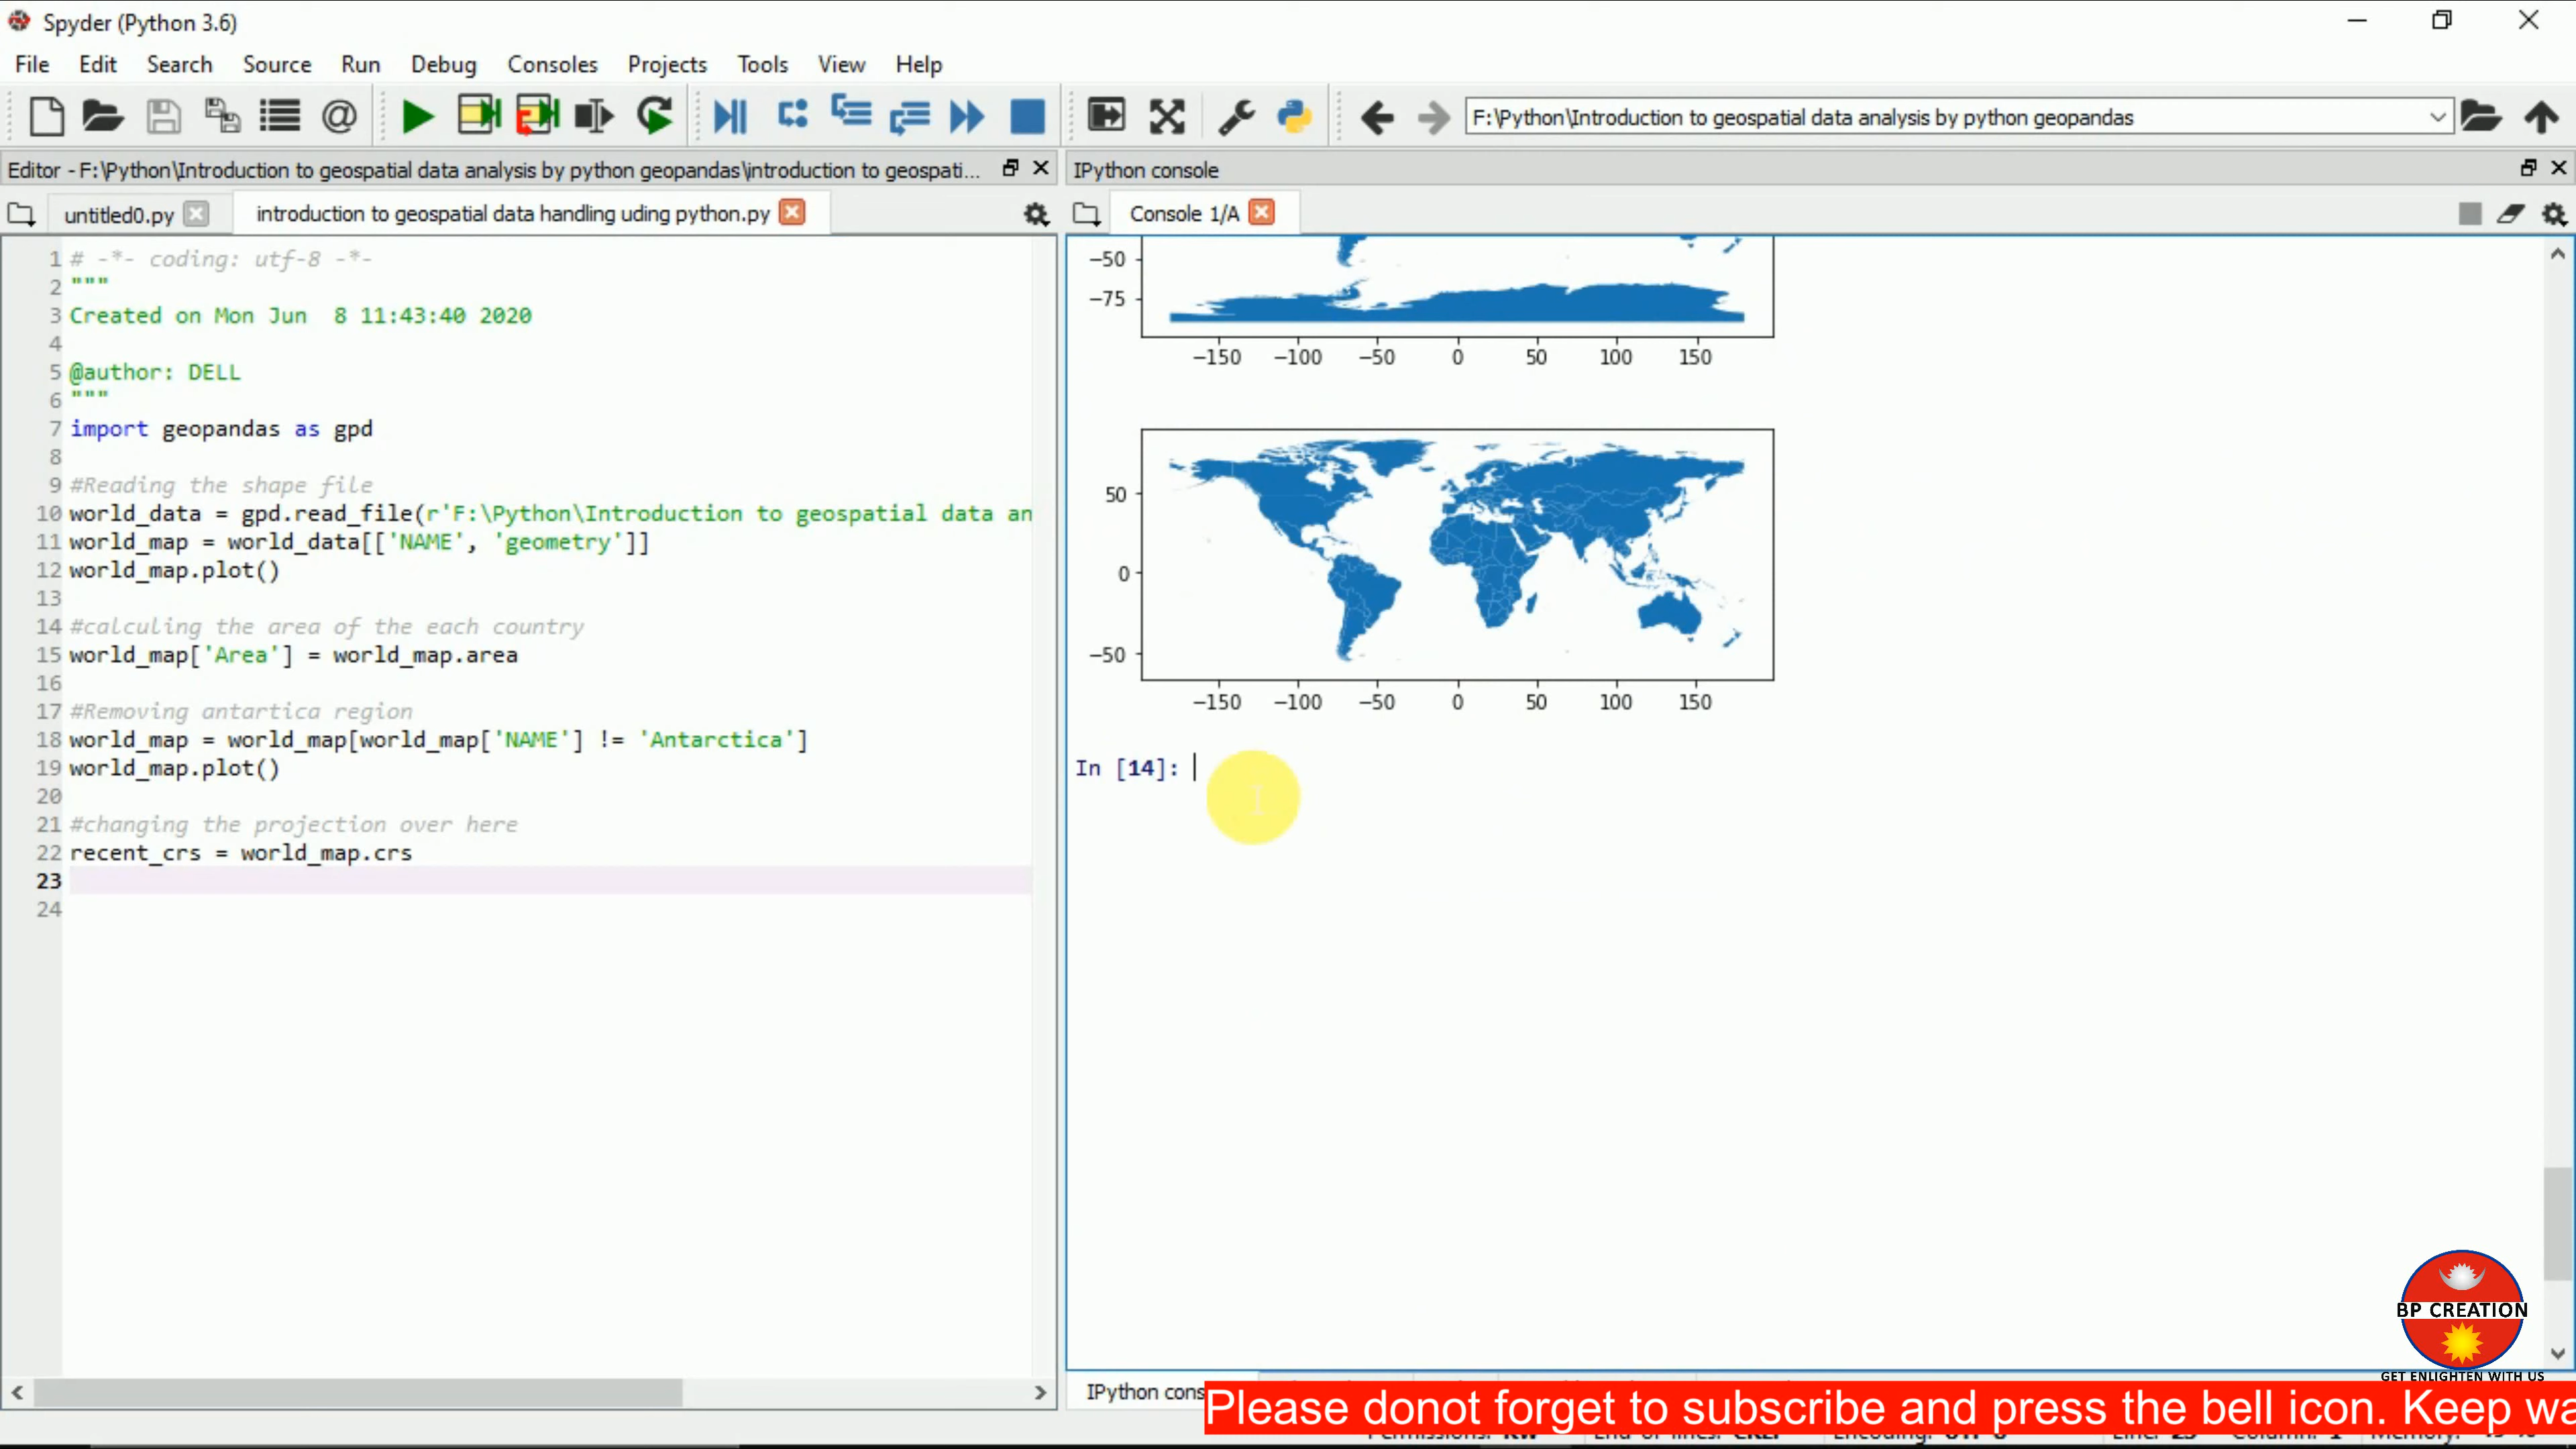 Spyder (Python 3.6)
File Edit Search Source Run Debug Consoles Projects Tools View Help
F:\Python\Introduction to geospatial data analysis by python geopandas
Editor - F:\Python\Introduction to geospatial data analysis by python geopandas\introduction to geospati...
IPython console
untitled0.py
introduction to geospatial data handling uding python.py
Console 1/A
1 # -*- coding: utf-8 -*-
2 """
3 Created on Mon Jun  8 11:43:40 2020
4
5 @author: DELL
6 """
7 import geopandas as gpd
8
9 #Reading the shape file
10 world_data = gpd.read_file(r'F:\Python\Introduction to geospatial data an
11 world_map = world_data[['NAME', 'geometry']]
12 world_map.plot()
13
14 #calculing the area of the each country
15 world_map['Area'] = world_map.area
16
17 #Removing antartica region
18 world_map = world_map[world_map['NAME'] != 'Antarctica']
19 world_map.plot()
20
21 #changing the projection over here
22 recent_crs = world_map.crs
23
24
−50
−75
−150 −100 −50 0 50 100 150
50
0
−50
−150 −100 −50 0 50 100 150
In [14]:
BP CREATION
GET ENLIGHTEN WITH US
IPython cons
Please donot forget to subscribe and press the bell icon. Keep wa